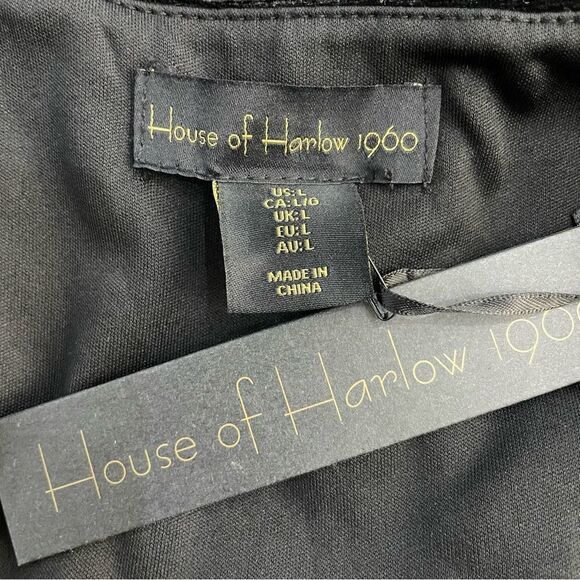 House of Harlow 1960
US: L
CA: L/G
UK: L
EU: L
AU: L
MADE IN
CHINA
House of Harlow 1960